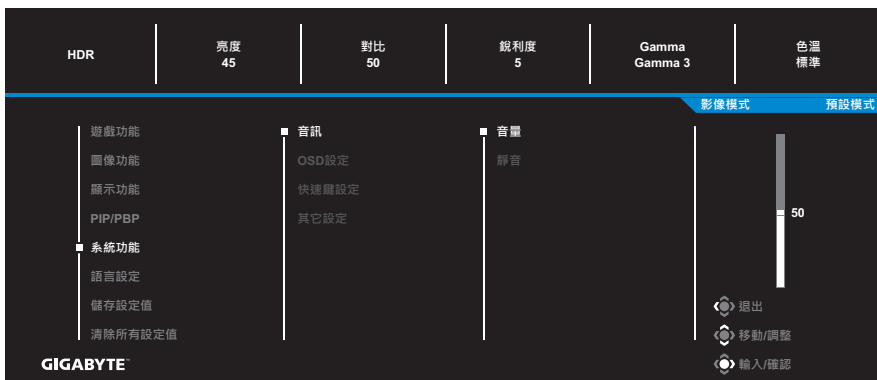 HDR
亮度
45
對比
50
銳利度
5
Gamma
Gamma 3
色溫
標準
影像模式 預設模式
遊戲功能
圖像功能
顯示功能
PIP/PBP
系統功能
語言設定
儲存設定值
清除所有設定值
音訊
OSD設定
快速鍵設定
其它設定
音量
靜音
50
退出
移動/調整
輸入/確認
GIGABYTE™